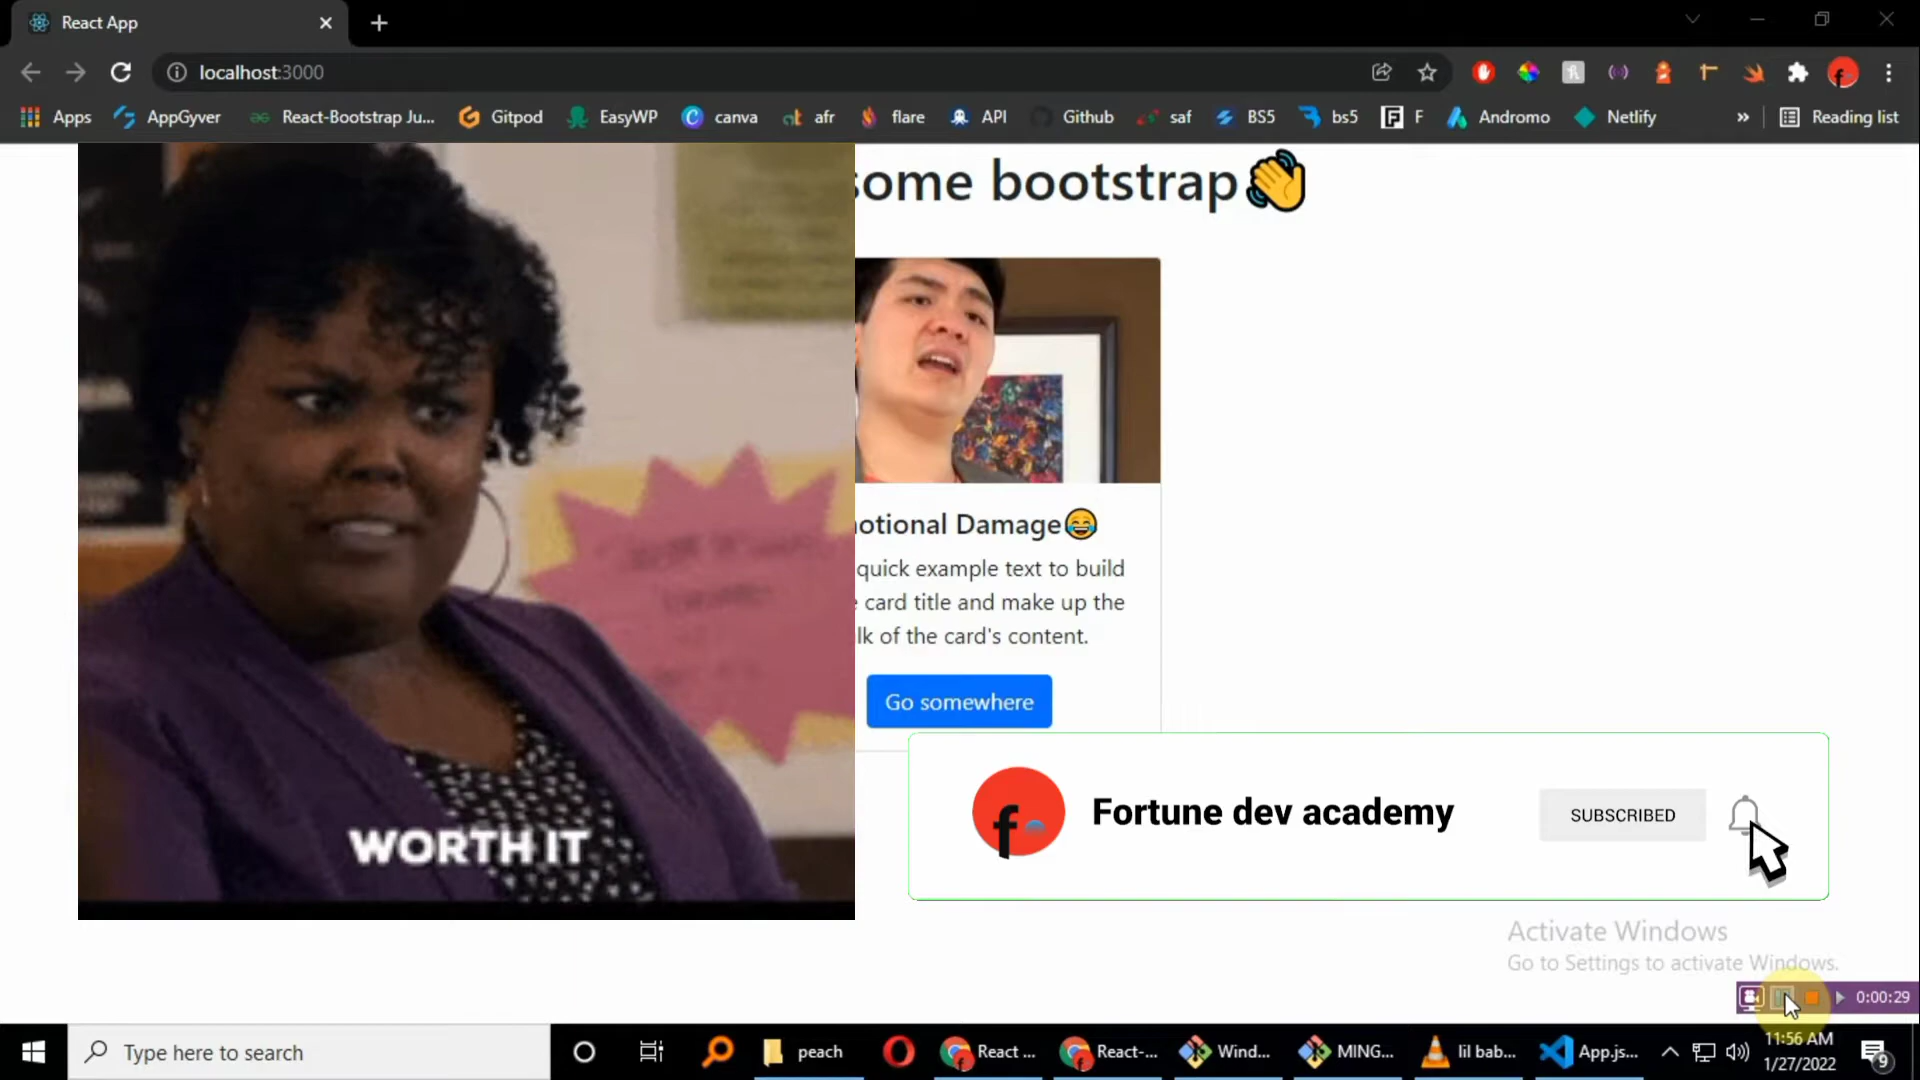 React App
localhost:3000
Apps
AppGyver
React-Bootstrap Ju...
Gitpod
EasyWP
canva
afr
flare
API
Github
saf
BS5
bs5
F
Andromo
Netlify
»
Reading list
some bootstrap👋
otional Damage😂
quick example text to build
card title and make up the
lk of the card's content.
Go somewhere
WORTH IT
Fortune dev academy
SUBSCRIBED
Activate Windows
Go to Settings to activate Windows.
0:00:29
Type here to search
peach
React ...
React-...
Wind...
MING...
lil bab...
App.js...
11:56 AM
1/27/2022
9